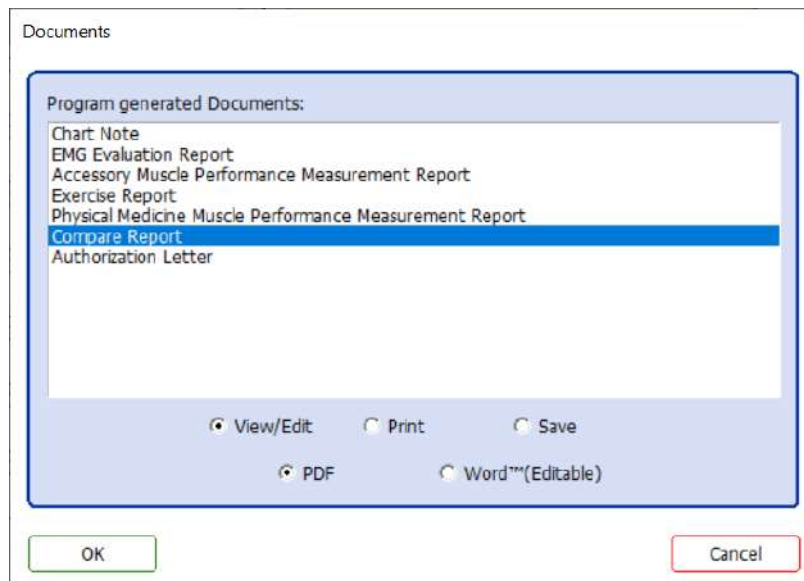 Documents
Program generated Documents:
Chart Note
EMG Evaluation Report
Accessory Muscle Performance Measurement Report
Exercise Report
Physical Medicine Muscle Performance Measurement Report
Compare Report
Authorization Letter
View/Edit Print Save
PDF Word™(Editable)
OK Cancel